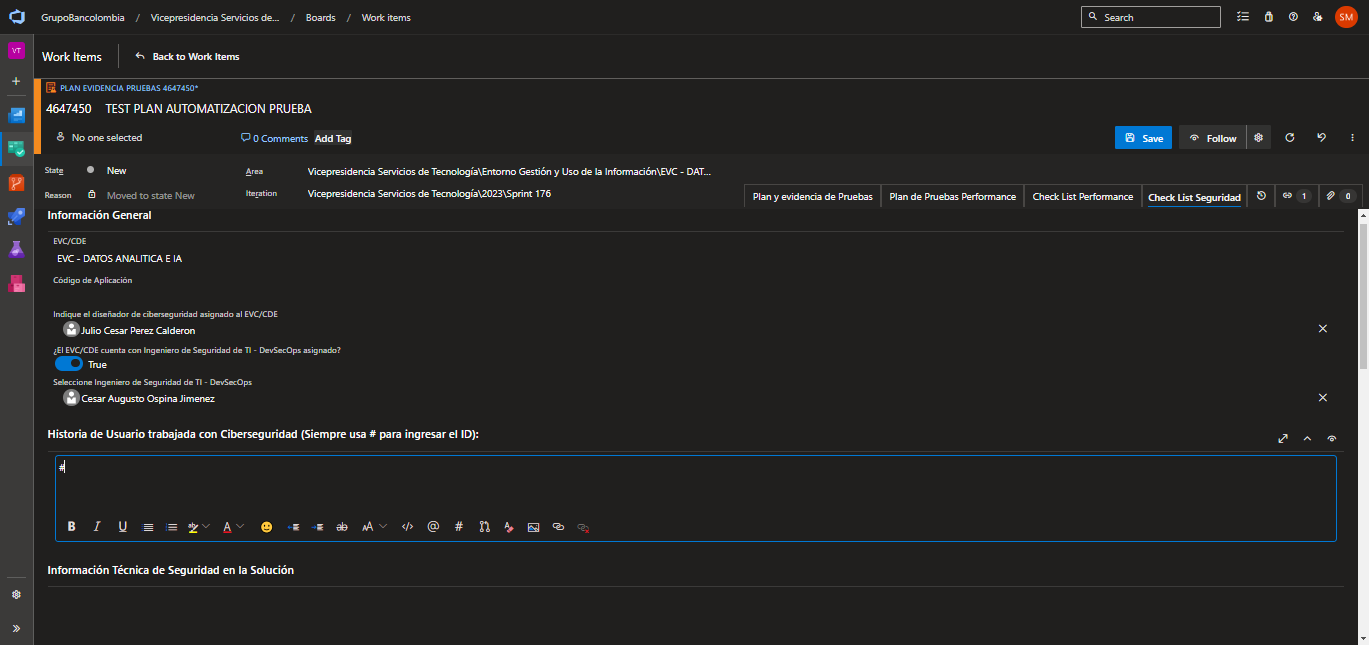 GrupoBancolombia / Vicepresidencia Servicios de... / Boards / Work items
Search
SM
VT
Work Items
Back to Work Items
PLAN EVIDENCIA PRUEBAS 4647450*
4647450 TEST PLAN AUTOMATIZACION PRUEBA
No one selected
0 Comments
Add Tag
Save
Follow
State
New
Area
Vicepresidencia Servicios de Tecnología\Entorno Gestión y Uso de la Información\EVC - DAT...
Reason
Moved to state New
Iteration
Vicepresidencia Servicios de Tecnología\2023\Sprint 176
Plan y evidencia de Pruebas
Plan de Pruebas Performance
Check List Performance
Check List Seguridad
1
0
Información General
EVC/CDE
EVC - DATOS ANALITICA E IA
Código de Aplicación
Indique el diseñador de ciberseguridad asignado al EVC/CDE
Julio Cesar Perez Calderon
¿El EVC/CDE cuenta con Ingeniero de Seguridad de TI - DevSecOps asignado?
True
Seleccione Ingeniero de Seguridad de TI - DevSecOps
Cesar Augusto Ospina Jimenez
Historia de Usuario trabajada con Ciberseguridad (Siempre usa # para ingresar el ID):
#
B I U ab A ab AA </> @ #
Información Técnica de Seguridad en la Solución